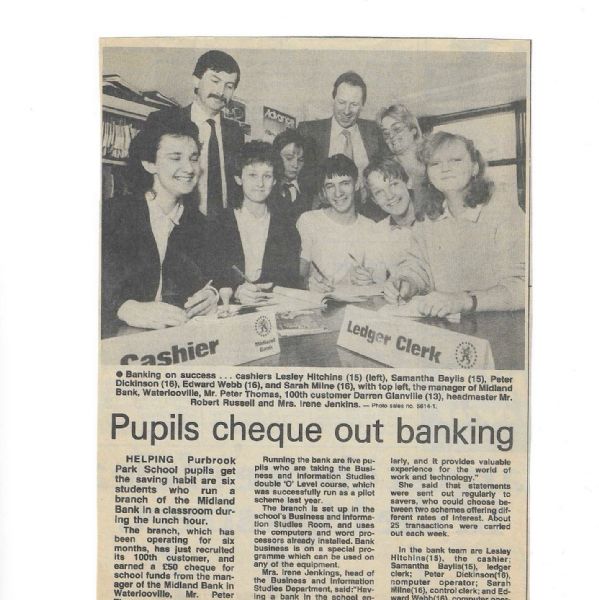 Cashier
Midland
Bank
Ledger Clerk
● Banking on success . . . cashiers Lesley Hitchins (15) (left), Samantha Baylis (15), Peter
Dickinson (16), Edward Webb (16), and Sarah Milne (16), with top left, the manager of Midland
Bank, Waterlooville, Mr. Peter Thomas, 100th customer Darren Glanville (13), headmaster Mr.
Robert Russell and Mrs. Irene Jenkins. — Photo sales no. 5614-1.
Pupils cheque out banking
HELPING Purbrook
Park School pupils get
the saving habit are six
students who run a
branch of the Midland
Bank in a classroom dur-
ing the lunch hour.
The branch, which has
been operating for six
months, has just recruited
its 100th customer, and
earned a £50 cheque for
school funds from the man-
ager of the Midland Bank in
Waterlooville, Mr. Peter
Running the bank are five pu-
pils who are taking the Busi-
ness and Information Studies
double 'O' Level course, which
was successfully run as a pilot
scheme last year.
The branch is set up in the
school's Business and Informa-
tion Studies Room, and uses
the computers and word pro-
cessors already installed. Bank
business is on a special pro-
gramme which can be used on
any of the equipment.
Mrs. Irene Jenkings, head of
the Business and Information
Studies Department, said:"Hav-
ing a bank in the school en-
larly, and it provides valuable
experience for the world of
work and technology."
She said that statements
were sent out regularly to
savers, who could choose be-
tween two schemes offering dif-
ferent rates of interest. About
25 transactions were carried
out each week.
In the bank team are Lesley
Hitchins(15), the cashier;
Samantha Baylis(15), ledger
clerk; Peter Dickinson(16),
operator; Sarah
Milne(16), control clerk; and Ed-
ward Webb(16), computer oper-